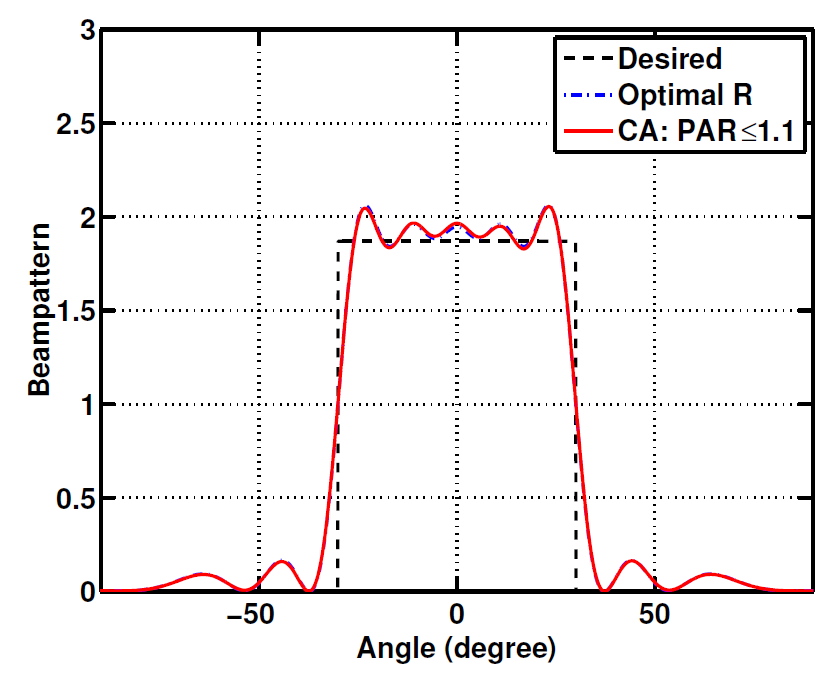 3
2.5
2
1.5
1
0.5
0
−50
0
50
Beampattern
Angle (degree)
Desired
Optimal R
CA: PAR≤1.1